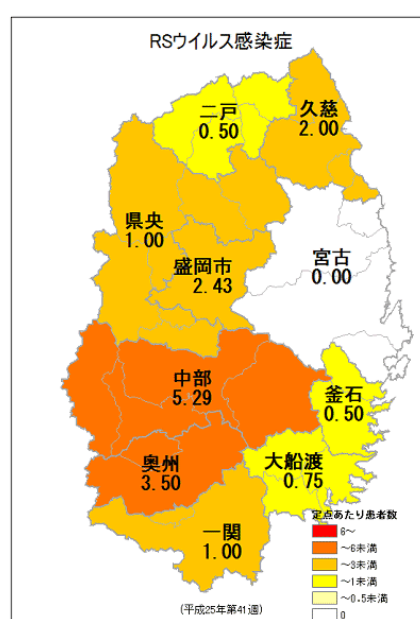 RSウイルス感染症
二戸
0.50
久慈
2.00
県央
1.00
盛岡市
2.43
宮古
0.00
中部
5.29
釜石
0.50
奥州
3.50
大船渡
0.75
一関
1.00
定点あたり患者数
6～
～6未満
～3未満
～1未満
～0.5未満
0
(平成25年第41週)